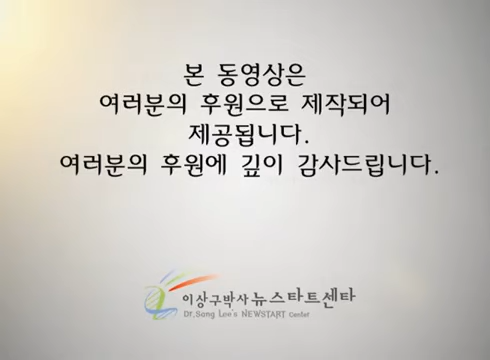 본 동영상은
여러분의 후원으로 제작되어
제공됩니다.
여러분의 후원에 깊이 감사드립니다.
이상구박사뉴스타트센타
Dr.Sang Lee's NEWSTART Center